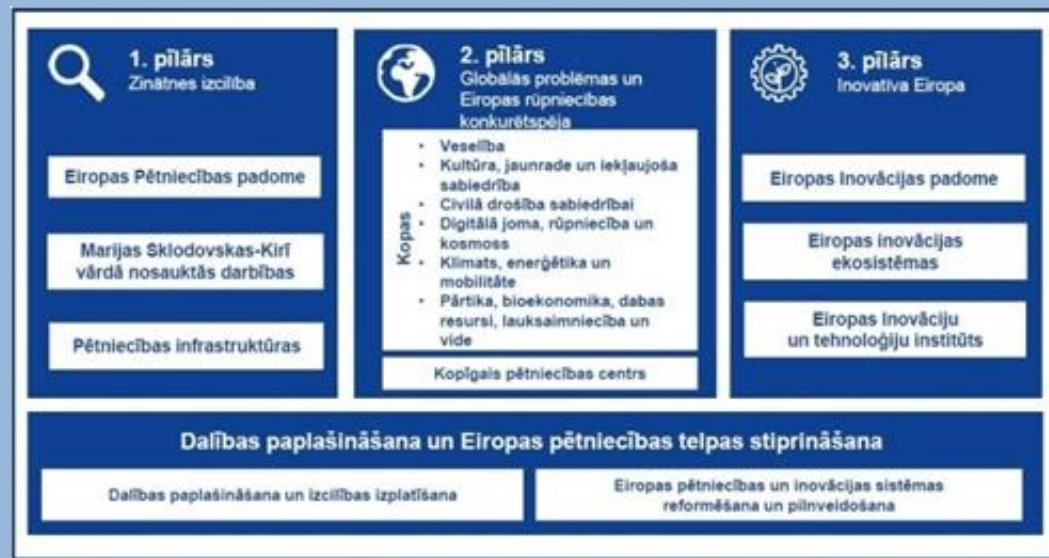 1. pīlārs
Zinātnes izcilība
Eiropas Pētniecības padome
Marijas Sklodovskas-Kirī
vārdā nosauktās darbības
Pētniecības infrastruktūras
2. pīlārs
Globālās problēmas un
Eiropas rūpniecības
konkurētspēja
Kopas
• Veselība
• Kultūra, jaunrade un iekļaujoša
sabiedrība
• Civilā drošība sabiedrībai
• Digitālā joma, rūpniecība un
kosmoss
• Klimats, enerģētika un
mobilitāte
• Pārtika, bioekonomika, dabas
resursi, lauksaimniecība un
vide
Kopīgais pētniecības centrs
3. pīlārs
Inovatīva Eiropa
Eiropas Inovācijas padome
Eiropas inovācijas
ekosistēmas
Eiropas Inovāciju
un tehnoloģiju institūts
Dalības paplašināšana un Eiropas pētniecības telpas stiprināšana
Dalības paplašināšana un izcilības izplatīšana
Eiropas pētniecības un inovācijas sistēmas
reformēšana un pilnveidošana